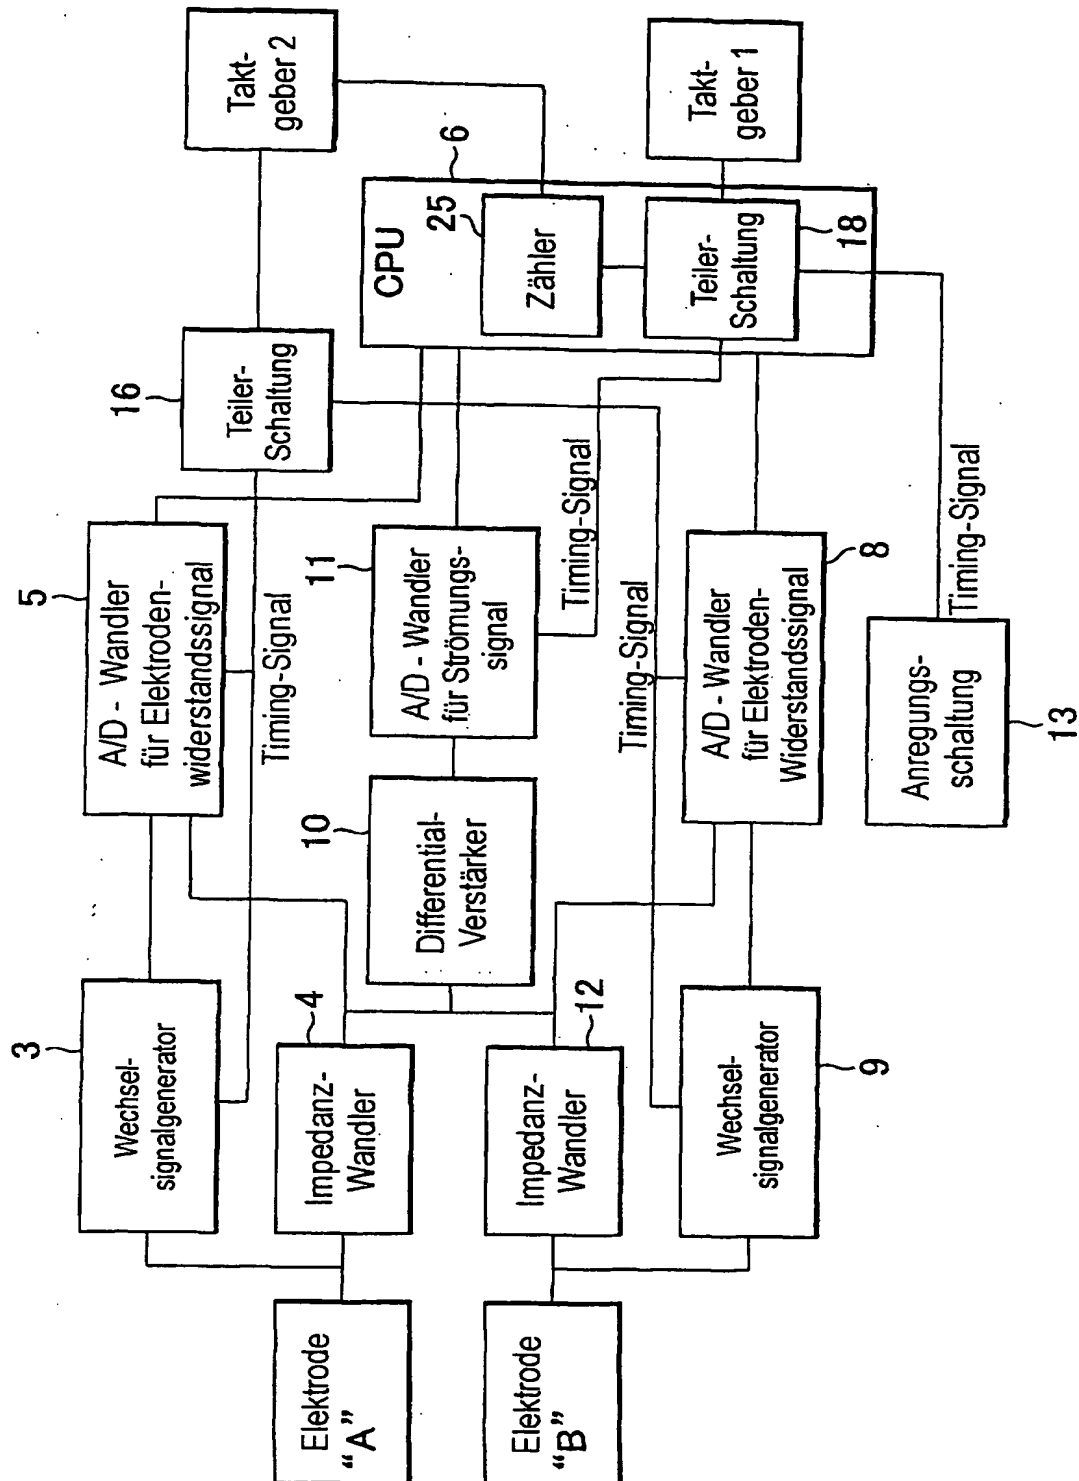 3
Wechsel-
signalgenerator
5
A/D - Wandler
für Elektroden-
widerstandssignal
Timing-Signal
16
Teiler-
Schaltung
Takt-
geber 2
Elektrode
“A”
4
Impedanz-
Wandler
10
Differential-
Verstärker
11
A/D - Wandler
für Strömungs-
signal
Timing-Signal
CPU
6
25
Zähler
Teiler-
Schaltung
18
Takt-
geber 1
Elektrode
“B”
12
Impedanz-
Wandler
Timing-Signal
Wechsel-
signalgenerator
9
A/D - Wandler
für Elektroden-
Widerstandssignal
8
Anregungs-
schaltung
13
Timing-Signal